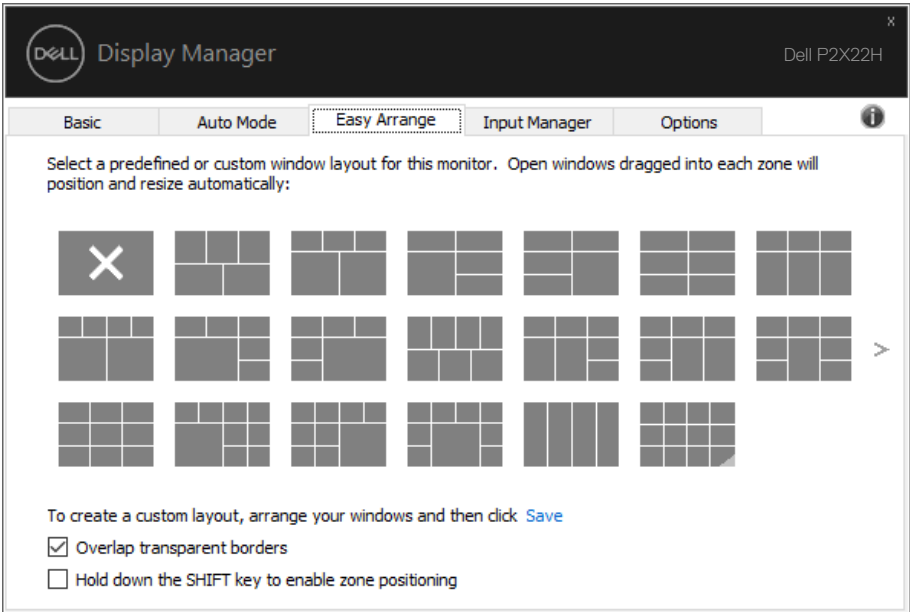 x
DELL Display Manager
Dell P2X22H
Basic Auto Mode Easy Arrange Input Manager Options
Select a predefined or custom window layout for this monitor. Open windows dragged into each zone will
position and resize automatically:
>
To create a custom layout, arrange your windows and then click Save
Overlap transparent borders
Hold down the SHIFT key to enable zone positioning